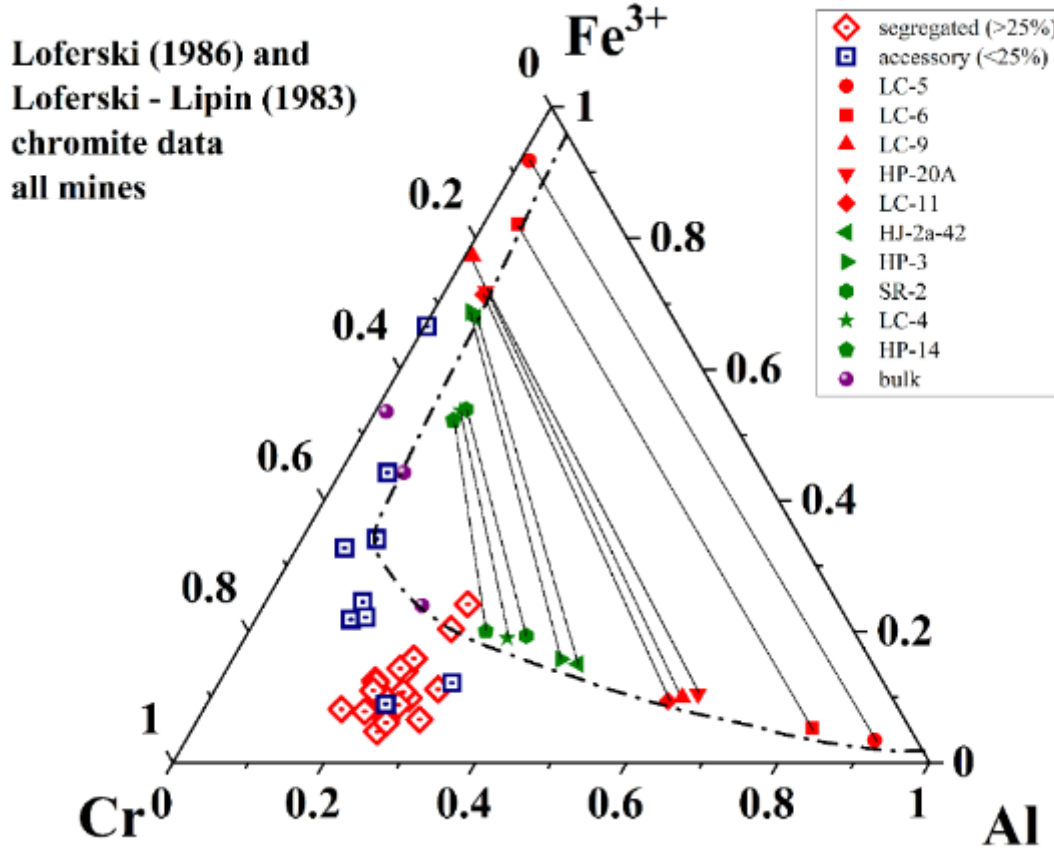 Loferski (1986) and
Loferski - Lipin (1983)
chromite data
all mines
Fe3+
0
1
0.2
0.8
0.4
0.6
0.6
0.4
0.8
0.2
1
0
0.2
0.4
0.6
0.8
1
Cr
Al
segregated (>25%)
accessory (<25%)
LC-5
LC-6
LC-9
HP-20A
LC-11
HJ-2a-42
HP-3
SR-2
LC-4
HP-14
bulk